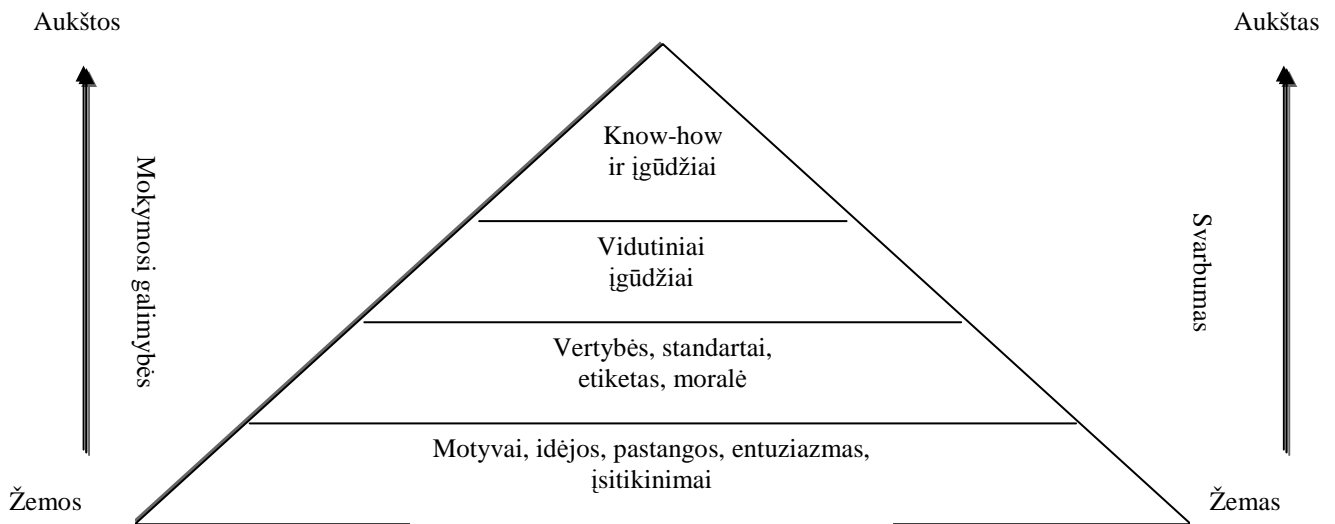 Aukštos
Aukštas
Know-how
ir įgūdžiai
Mokymosi galimybės
Svarbumas
Vidutiniai
įgūdžiai
Vertybės, standartai,
etiketas, moralė
Motyvai, idėjos, pastangos, entuziazmas,
įsitikinimai
Žemos
Žemas